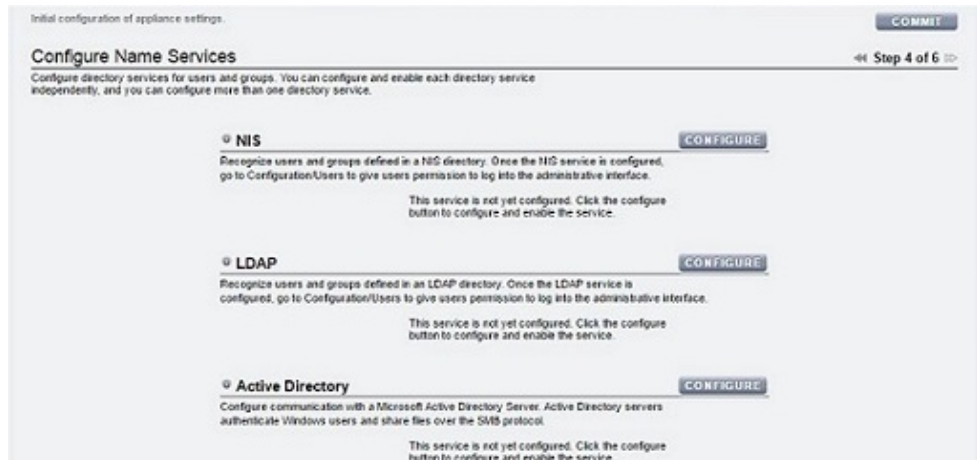 Initial configuration of appliance settings.
COMMIT
Configure Name Services
Step 4 of 6
Configure directory services for users and groups. You can configure and enable each directory service
independently, and you can configure more than one directory service.
NIS
CONFIGURE
Recognize users and groups defined in a NIS directory. Once the NIS service is configured,
go to Configuration/Users to give users permission to log into the administrative interface.
This service is not yet configured. Click the configure
button to configure and enable the service.
LDAP
CONFIGURE
Recognize users and groups defined in an LDAP directory. Once the LDAP service is
configured, go to Configuration/Users to give users permission to log into the administrative interface.
This service is not yet configured. Click the configure
button to configure and enable the service.
Active Directory
CONFIGURE
Configure communication with a Microsoft Active Directory Server. Active Directory servers
authenticate Windows users and share files over the SMB protocol.
This service is not yet configured. Click the configure
button to configure and enable the service.